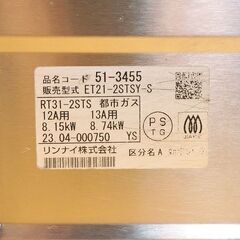 品名コード 51-3455
販売型式 ET21-2STSY-S
RT31-2STS 都市ガス
12A用 13A用
8.15kW 8.74kW
23 04-000750 YS
リンナイ株式会社
PS
TG
JIA
区分名A